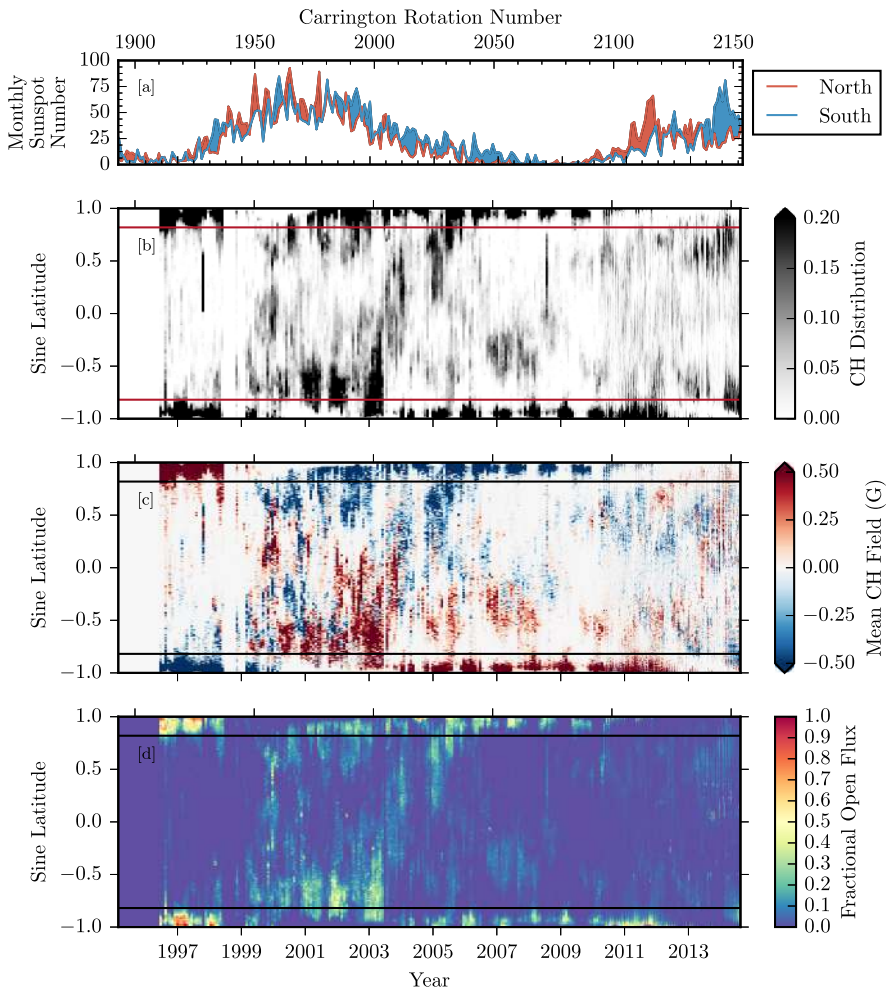 Carrington Rotation Number
1900 1950 2000 2050 2100 2150
Monthly
Sunspot
Number
100
75
50
25
0
[a]
North
South
Sine Latitude
1.0
0.5
0.0
−0.5
−1.0
[b]
0.20
0.15
0.10
0.05
0.00
CH Distribution
Sine Latitude
1.0
0.5
0.0
−0.5
−1.0
[c]
0.50
0.25
0.00
−0.25
−0.50
Mean CH Field (G)
Sine Latitude
1.0
0.5
0.0
−0.5
−1.0
[d]
1.0
0.9
0.8
0.7
0.6
0.5
0.4
0.3
0.2
0.1
0.0
Fractional Open Flux
1997 1999 2001 2003 2005 2007 2009 2011 2013
Year